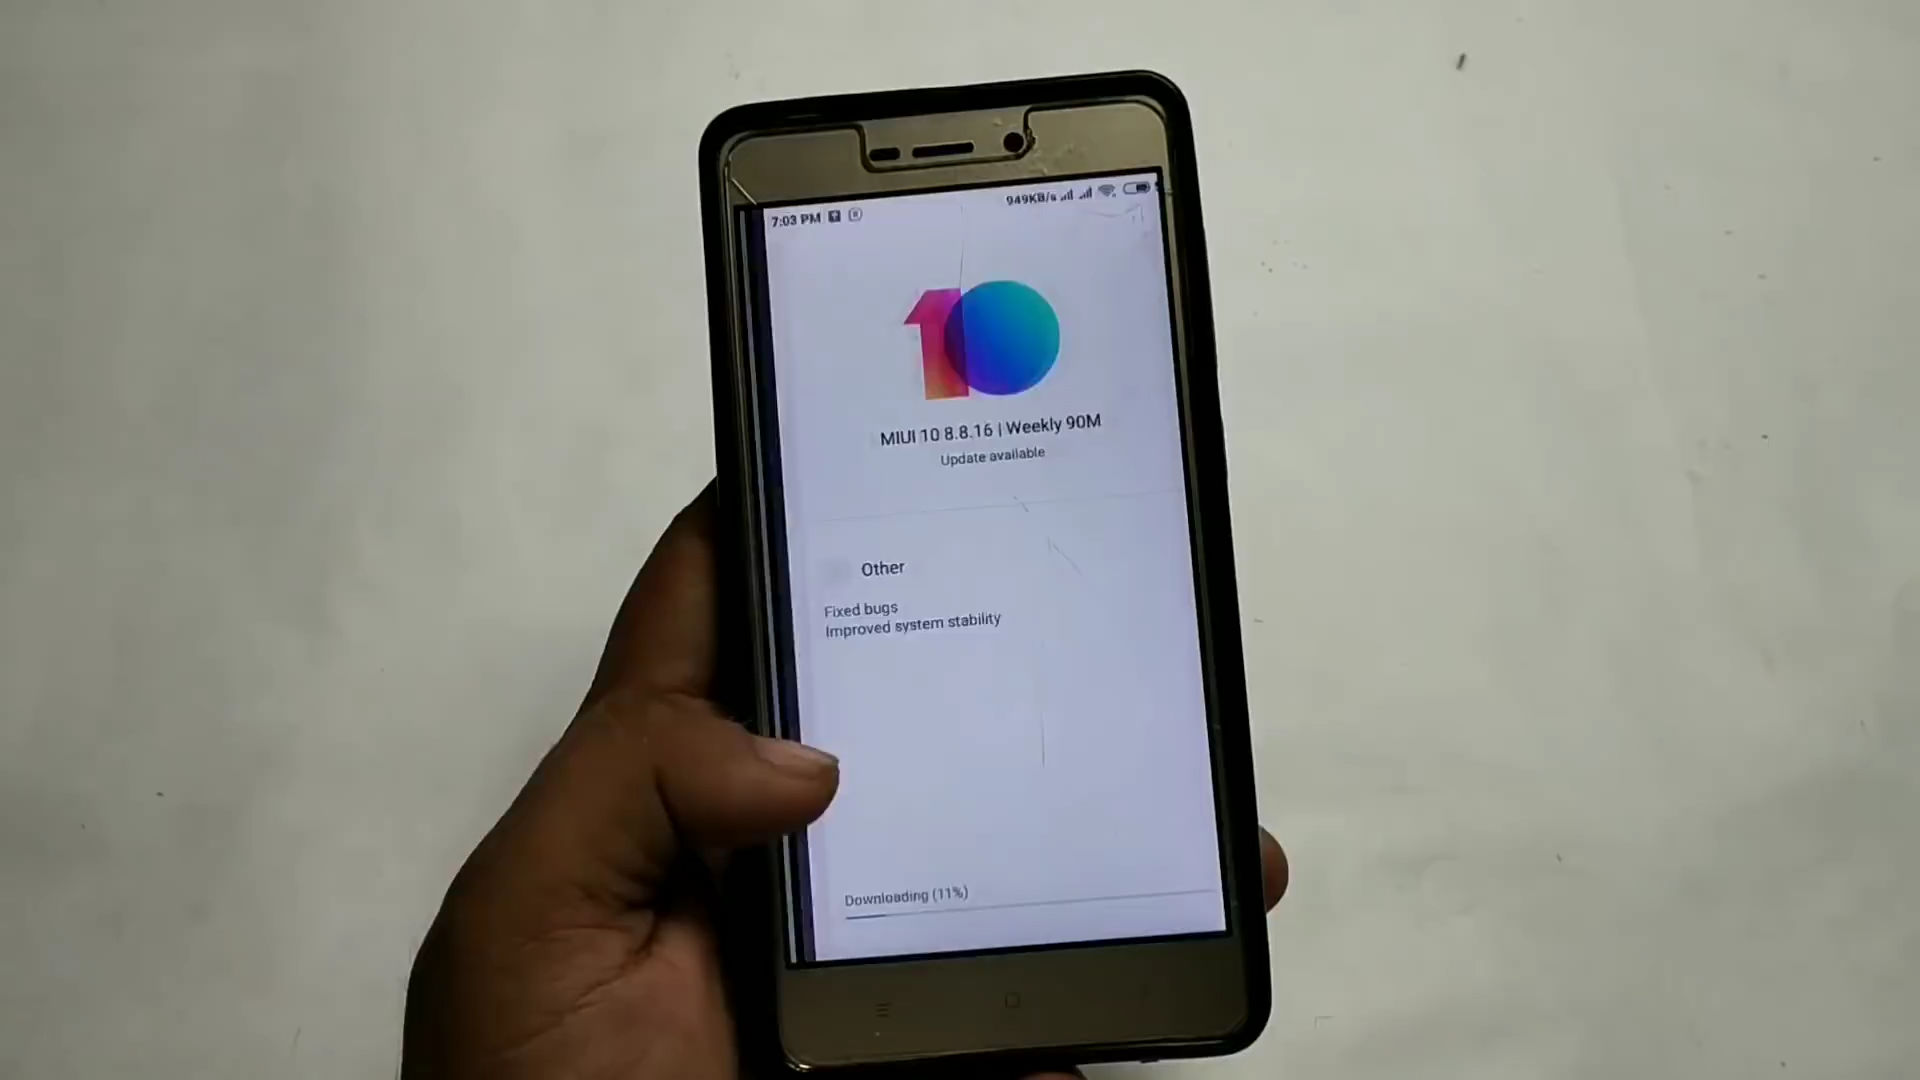 7:03 PM
949KB/s
10
MIUI 10 8.8.16 | Weekly 90M
Update available
Other
Fixed bugs
Improved system stability
Downloading (11%)